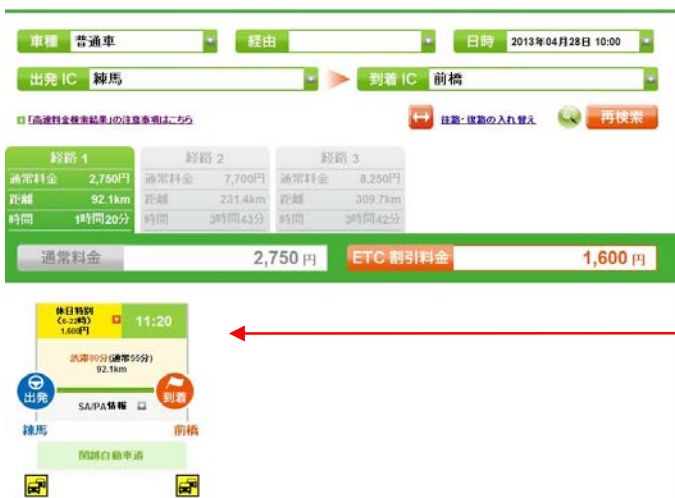 車種 普通車 経由 日時 2013年04月28日 10:00
出発 IC 練馬 到着 IC 前橋
「高速料金検索結果」の注意事項はこちら 往路・復路の入れ替え 再検索
経路 1 経路 2 経路 3
通常料金 2,750円 通常料金 7,700円 通常料金 8,250円
距離 92.1km 距離 231.4km 距離 309.7km
時間 1時間20分 時間 3時間43分 時間 3時間42分
通常料金 2,750 円 ETC 割引料金 1,600 円
休日特別
(6-22時) 11:20
1,600円
渋滞80分(通常55分)
92.1km
出発 SA/PA情報 到着
練馬 前橋
関越自動車道